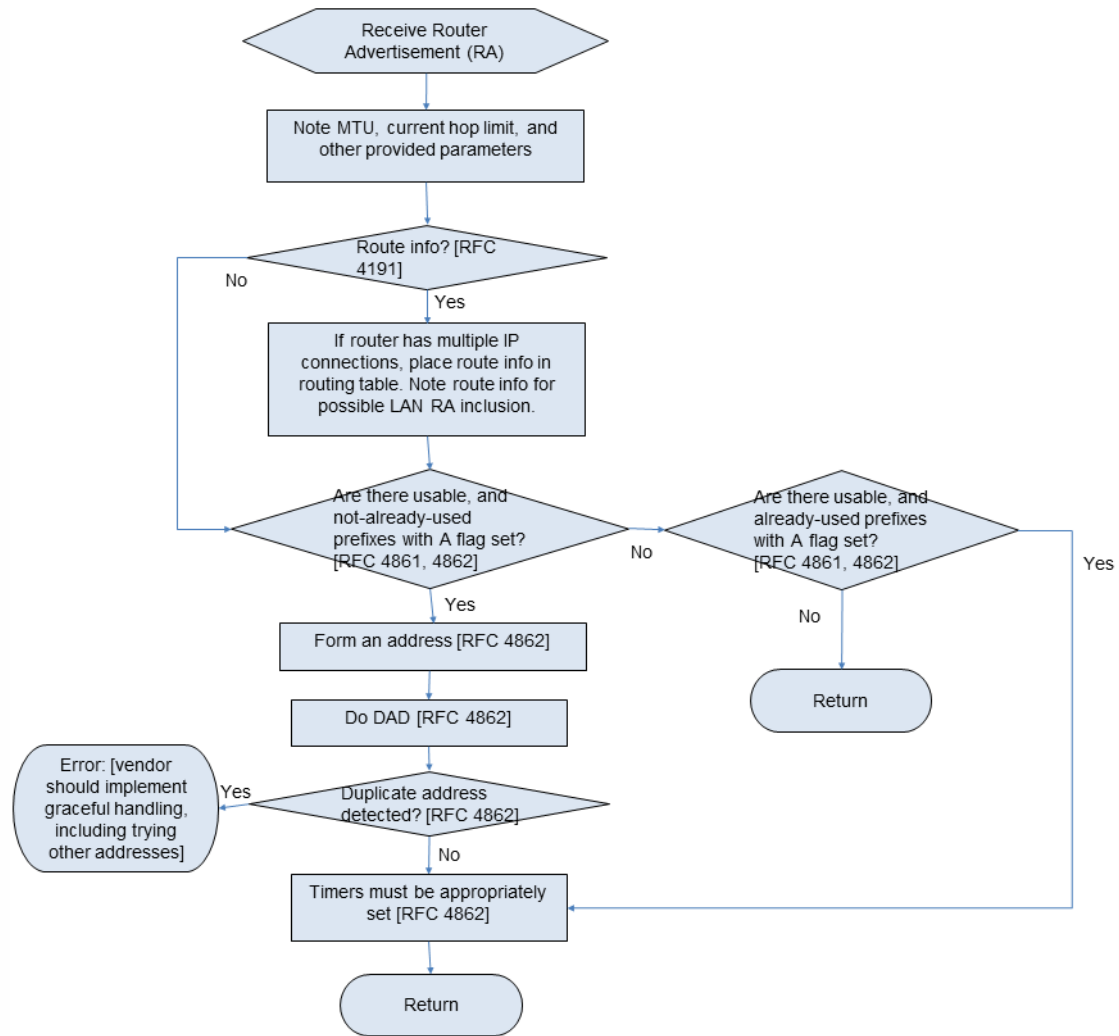 Receive Router
Advertisement (RA)
Note MTU, current hop limit, and
other provided parameters
Route info? [RFC
4191]
No
Yes
If router has multiple IP
connections, place route info in
routing table. Note route info for
possible LAN RA inclusion.
Are there usable, and
not-already-used
prefixes with A flag set?
[RFC 4861, 4862]
No
Are there usable, and
already-used prefixes
with A flag set?
[RFC 4861, 4862]
Yes
Yes
No
Form an address [RFC 4862]
Return
Do DAD [RFC 4862]
Error: [vendor
should implement
graceful handling,
including trying
other addresses]
Yes
Duplicate address
detected? [RFC 4862]
No
Timers must be appropriately
set [RFC 4862]
Return